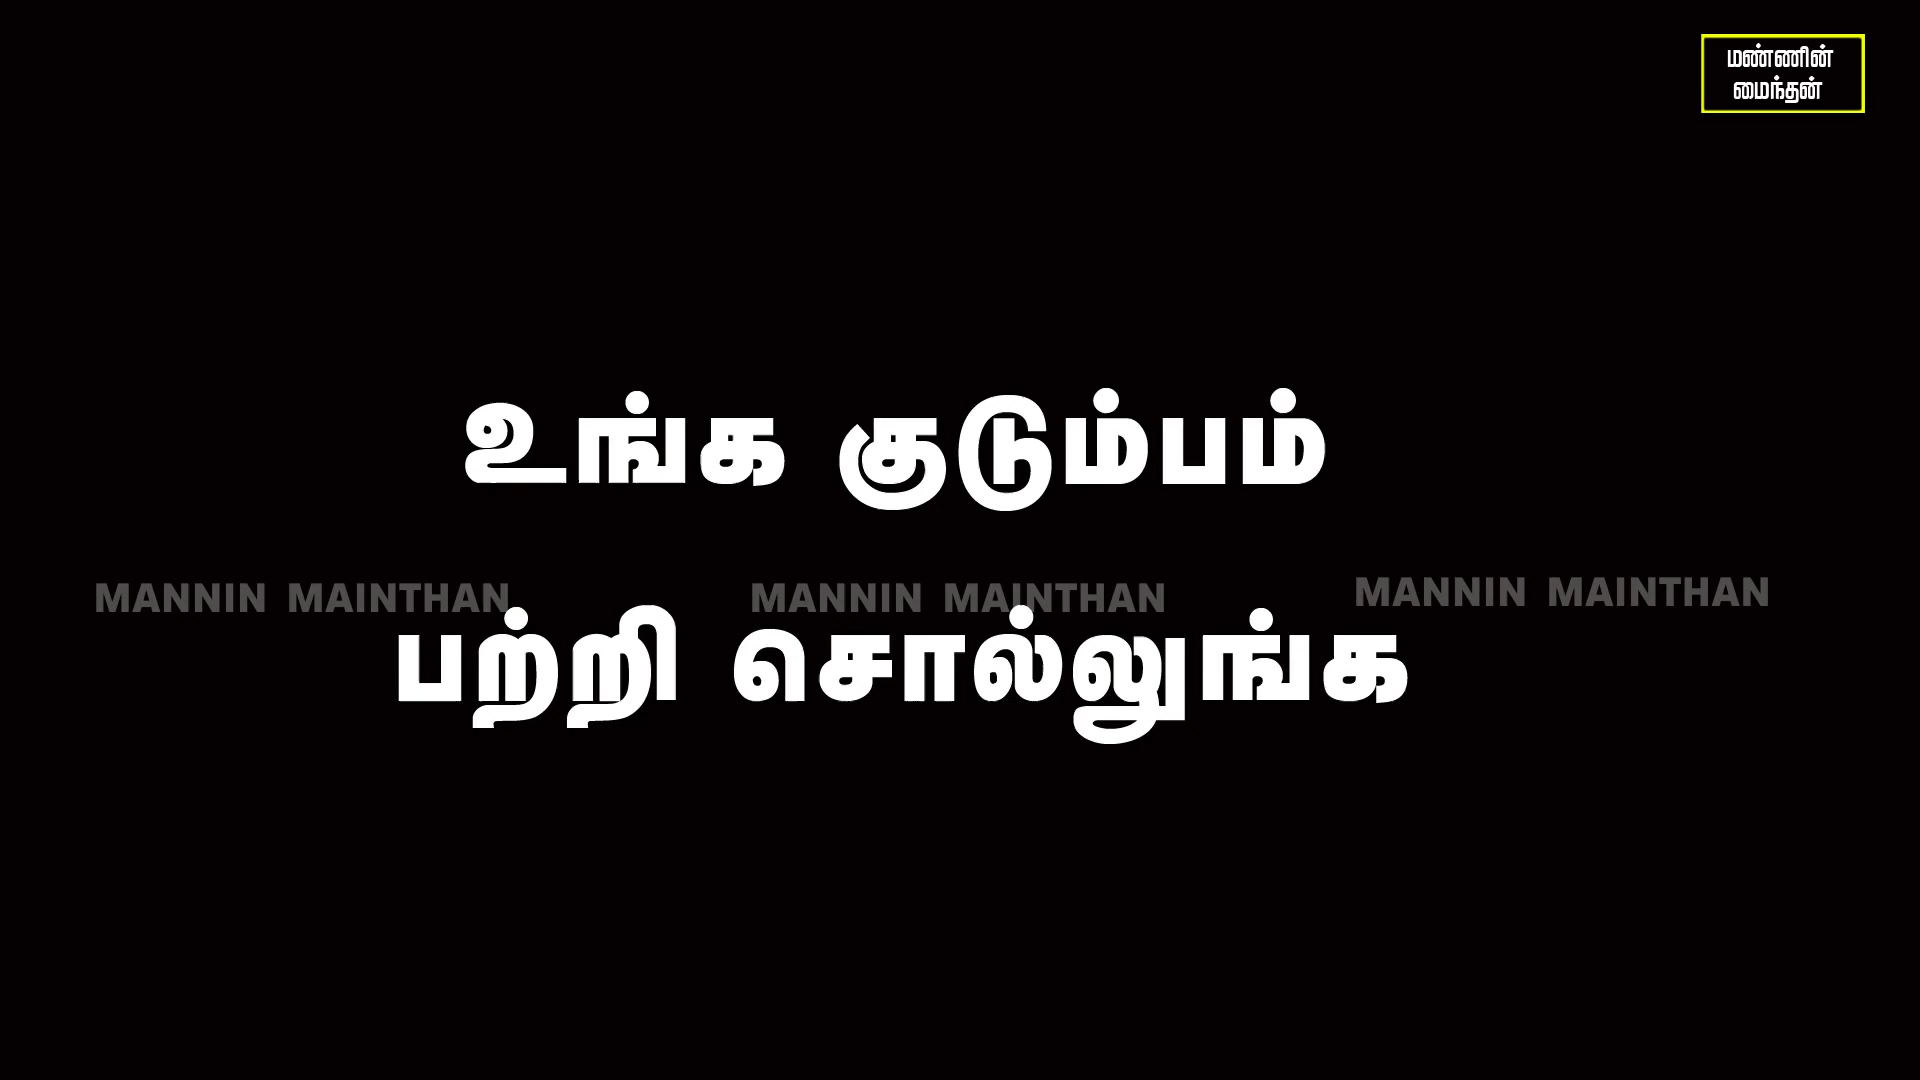 மண்ணின்
மைந்தன்
உங்க குடும்பம்
MANNIN MAINTHAN MANNIN MAINTHAN MANNIN MAINTHAN
பற்றி சொல்லுங்க